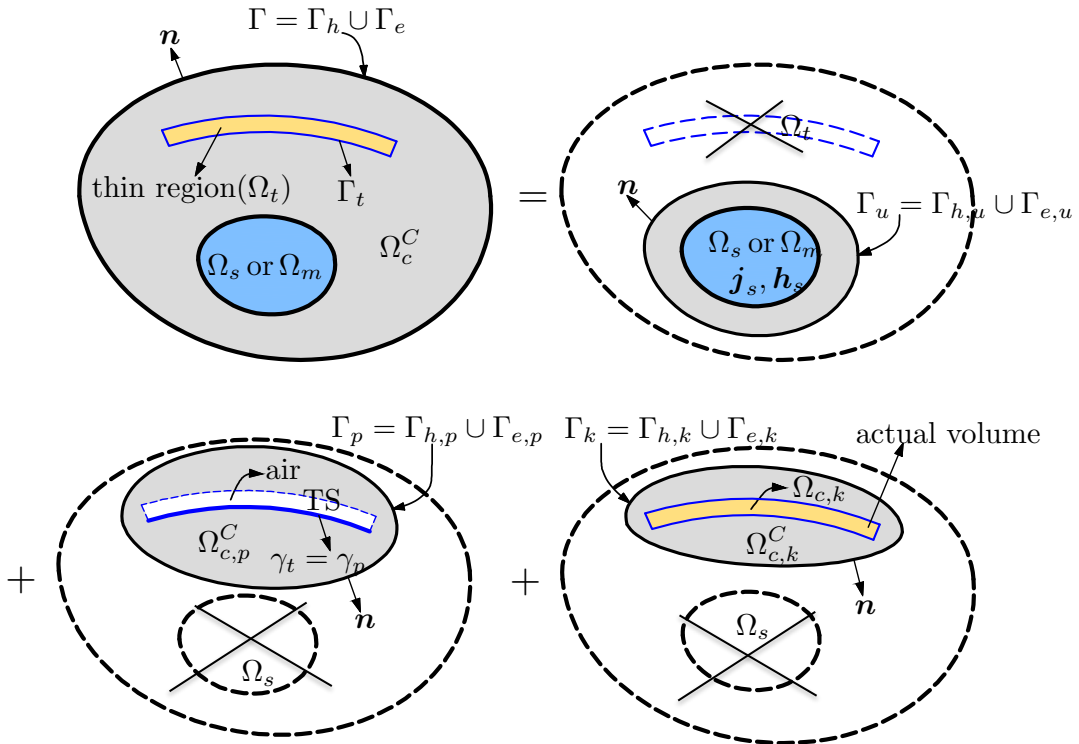 Γ = Γ_h ∪ Γ_e
n
thin region(Ω_t)
Γ_t
Ω_c^C
Ω_s or Ω_m
=
Ω_t
n
Γ_u = Γ_{h,u} ∪ Γ_{e,u}
Ω_s or Ω_m
j_s, h_s
+
Γ_p = Γ_{h,p} ∪ Γ_{e,p}
air
TS
Ω_{c,p}^C
γ_t = γ_p
n
Ω_s
+
Γ_k = Γ_{h,k} ∪ Γ_{e,k}
actual volume
Ω_{c,k}
Ω_{c,k}^C
n
Ω_s